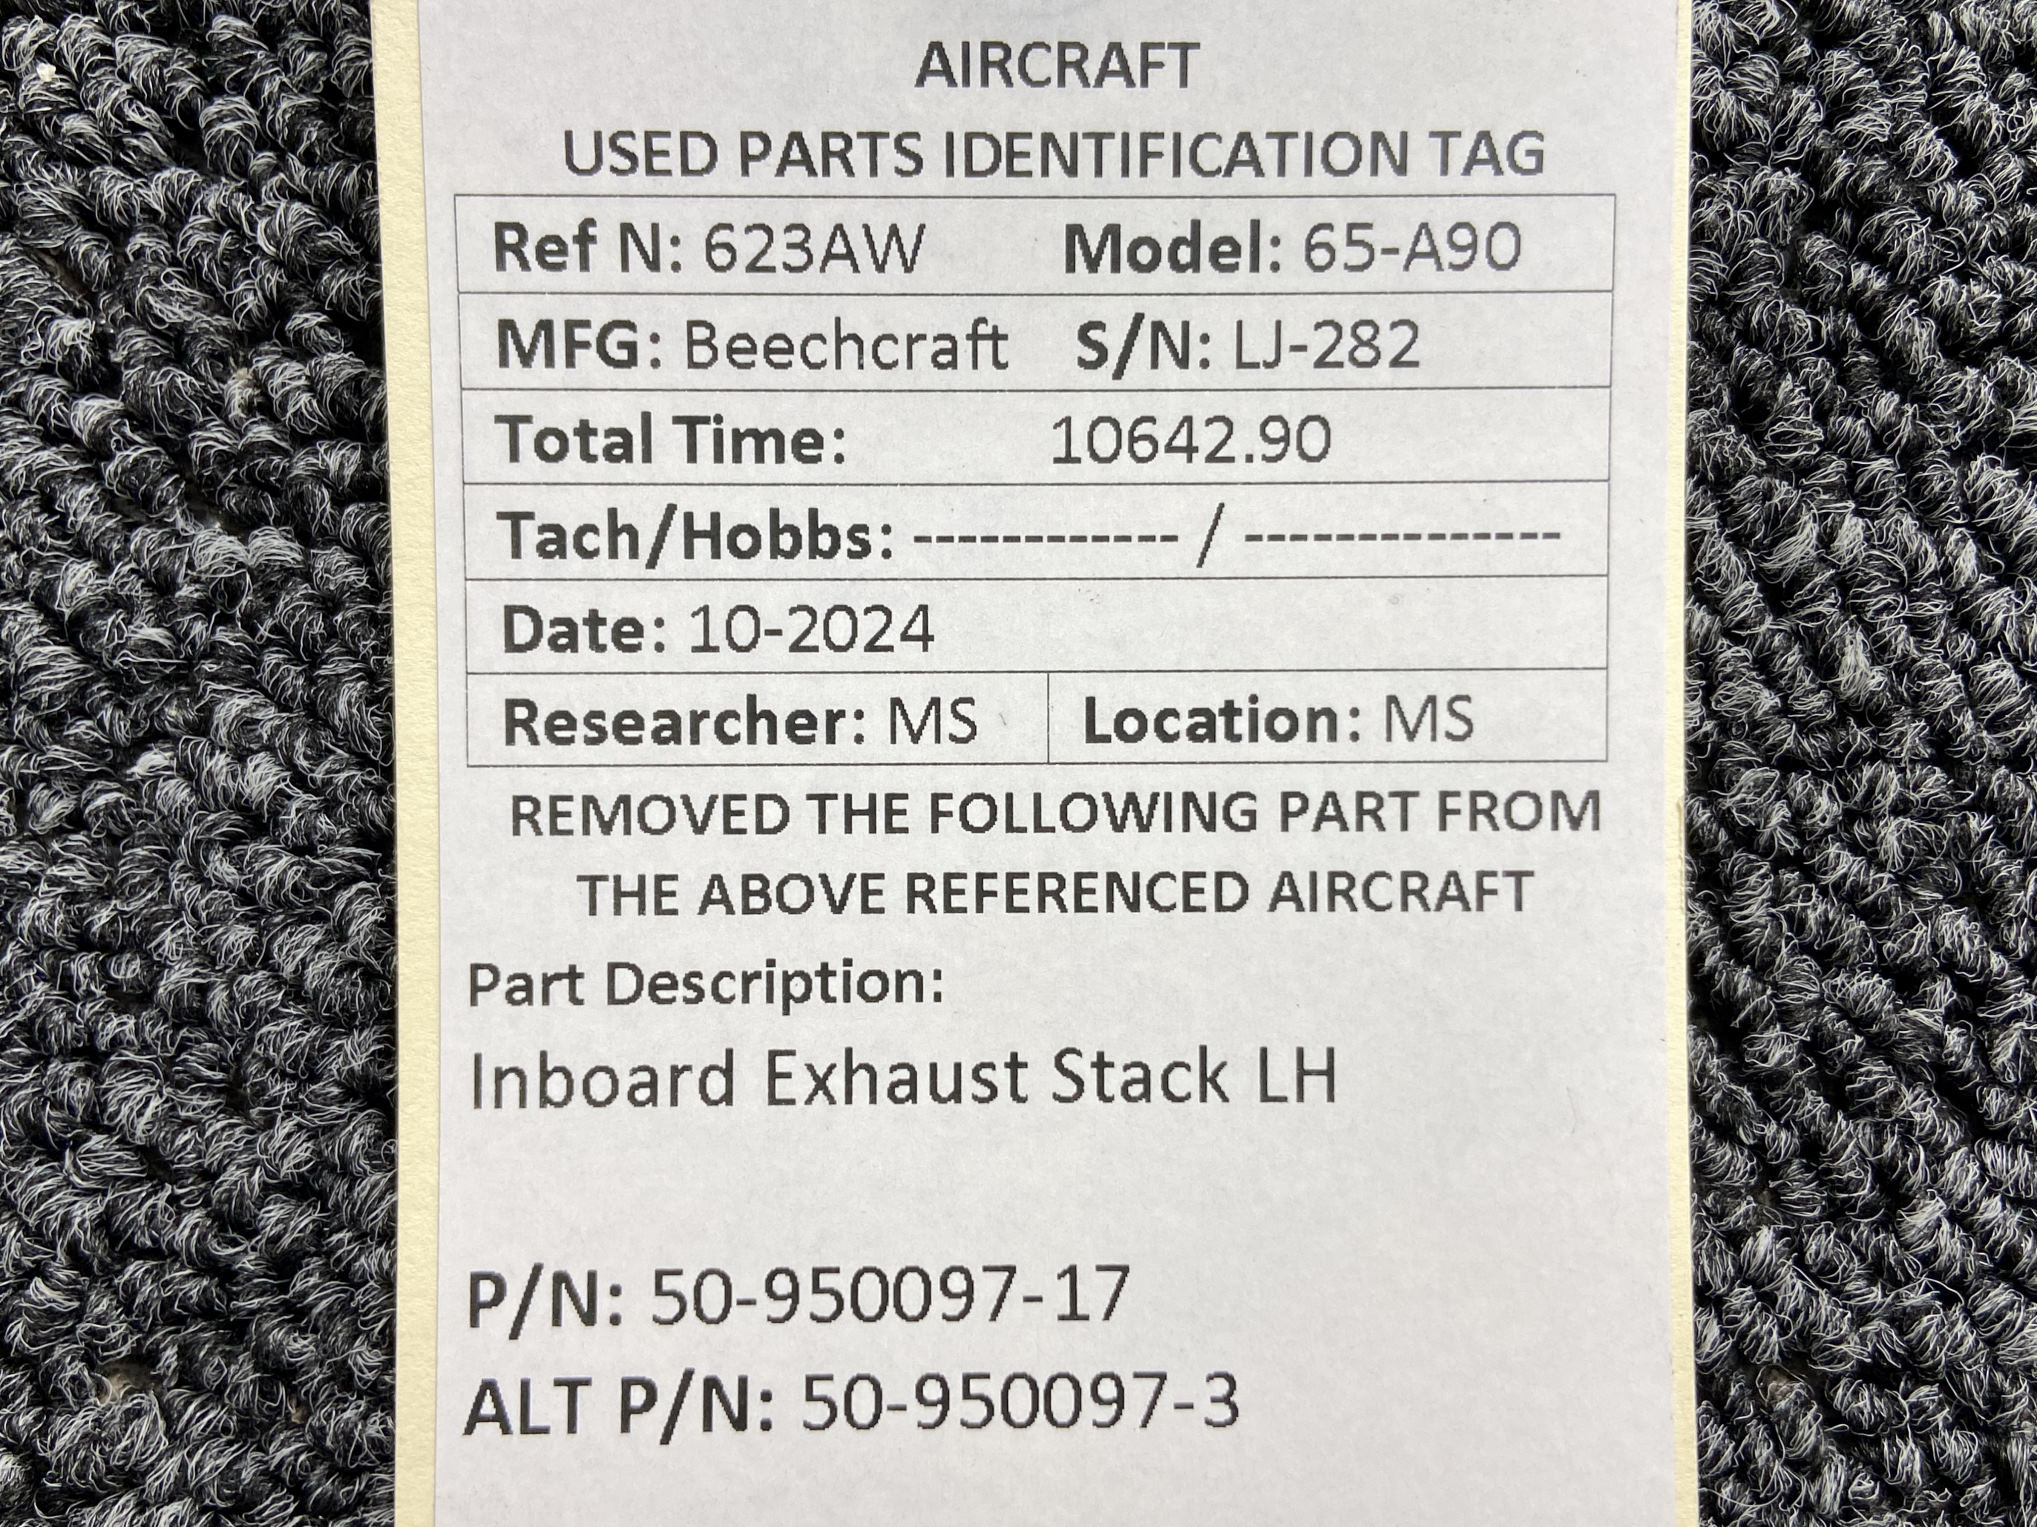 AIRCRAFT
USED PARTS IDENTIFICATION TAG
Ref N: 623AW Model: 65-A90
MFG: Beechcraft S/N: LJ-282
Total Time: 10642.90
Tach/Hobbs: ------------ / --------------
Date: 10-2024
Researcher: MS Location: MS
REMOVED THE FOLLOWING PART FROM
THE ABOVE REFERENCED AIRCRAFT
Part Description:
Inboard Exhaust Stack LH
P/N: 50-950097-17
ALT P/N: 50-950097-3